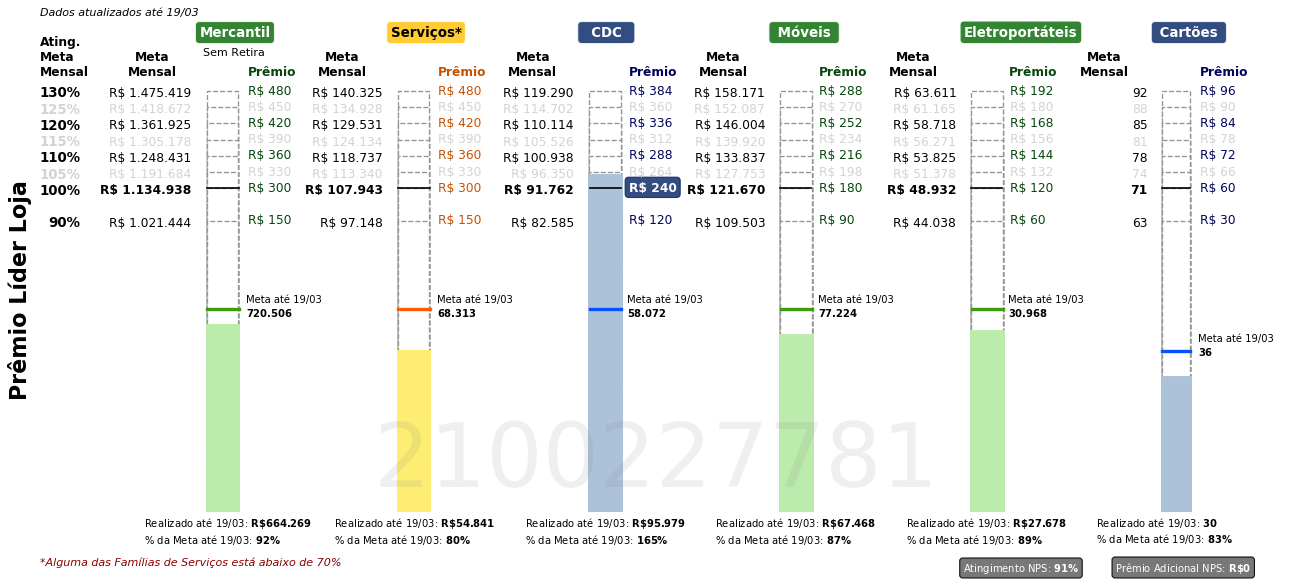 Dados atualizados até 19/03
Mercantil Serviços* CDC Móveis Eletroportáteis Cartões
Sem Retira
Ating. Meta Mensal Meta Mensal Prêmio Meta Mensal Prêmio Meta Mensal Prêmio Meta Mensal Prêmio Meta Mensal Prêmio Meta Mensal Prêmio
130% R$ 1.475.419 R$ 480 R$ 140.325 R$ 480 R$ 119.290 R$ 384 R$ 158.171 R$ 288 R$ 63.611 R$ 192 92 R$ 96
125% R$ 1.418.672 R$ 450 R$ 134.928 R$ 450 R$ 114.702 R$ 360 R$ 152.087 R$ 270 R$ 61.165 R$ 180 88 R$ 90
120% R$ 1.361.925 R$ 420 R$ 129.531 R$ 420 R$ 110.114 R$ 336 R$ 146.004 R$ 252 R$ 58.718 R$ 168 85 R$ 84
115% R$ 1.305.178 R$ 390 R$ 124.134 R$ 390 R$ 105.526 R$ 312 R$ 139.920 R$ 234 R$ 56.271 R$ 156 81 R$ 78
110% R$ 1.248.431 R$ 360 R$ 118.737 R$ 360 R$ 100.938 R$ 288 R$ 133.837 R$ 216 R$ 53.825 R$ 144 78 R$ 72
105% R$ 1.191.684 R$ 330 R$ 113.340 R$ 330 R$ 96.350 R$ 264 R$ 127.753 R$ 198 R$ 51.378 R$ 132 74 R$ 66
100% R$ 1.134.938 R$ 300 R$ 107.943 R$ 300 R$ 91.762 R$ 240 R$ 121.670 R$ 180 R$ 48.932 R$ 120 71 R$ 60
90% R$ 1.021.444 R$ 150 R$ 97.148 R$ 150 R$ 82.585 R$ 120 R$ 109.503 R$ 90 R$ 44.038 R$ 60 63 R$ 30
Prêmio Líder Loja
Meta até 19/03 Meta até 19/03 Meta até 19/03 Meta até 19/03 Meta até 19/03
720.506 68.313 58.072 77.224 30.968
Meta até 19/03
36
2100227781
Realizado até 19/03: R$664.269 Realizado até 19/03: R$54.841 Realizado até 19/03: R$95.979 Realizado até 19/03: R$67.468 Realizado até 19/03: R$27.678 Realizado até 19/03: 30
% da Meta até 19/03: 92% % da Meta até 19/03: 80% % da Meta até 19/03: 165% % da Meta até 19/03: 87% % da Meta até 19/03: 89% % da Meta até 19/03: 83%
*Alguma das Famílias de Serviços está abaixo de 70% Atingimento NPS: 91% Prêmio Adicional NPS: R$0